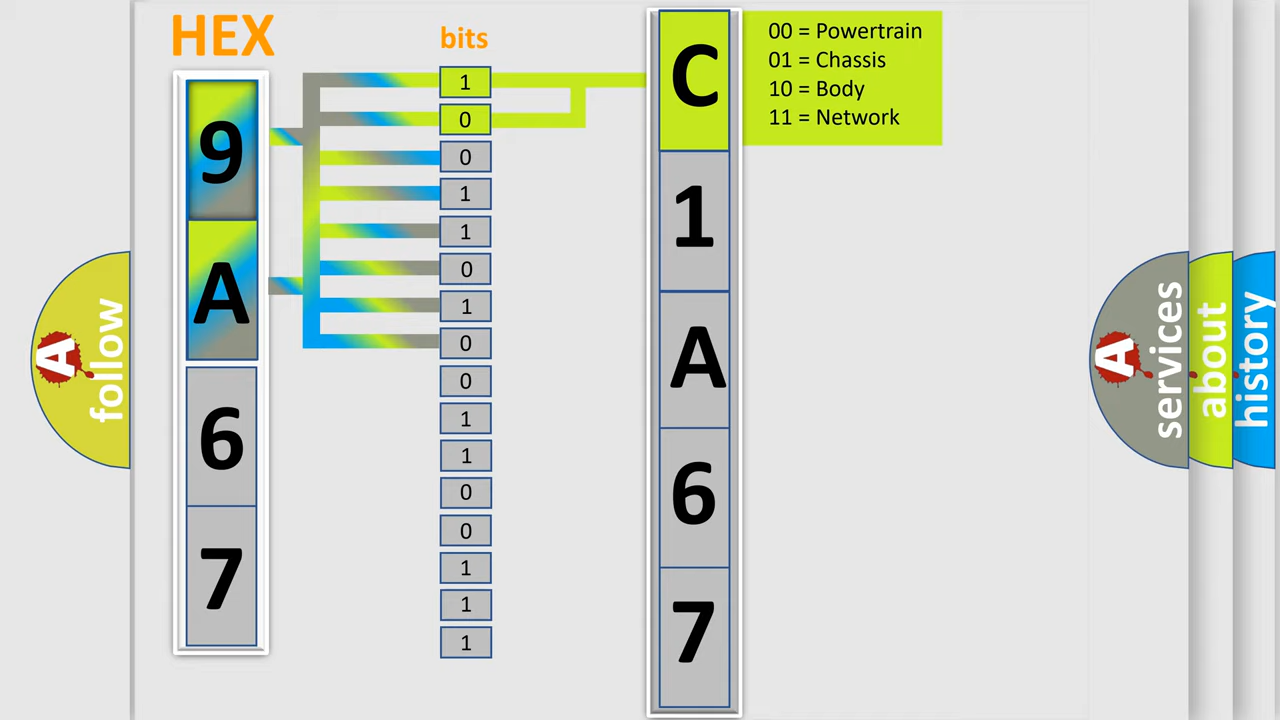 HEX
bits
9
A
6
7
1
0
0
1
1
0
1
0
0
1
1
0
0
1
1
1
C
1
A
6
7
00 = Powertrain
01 = Chassis
10 = Body
11 = Network
A
follow
A
services
about
history